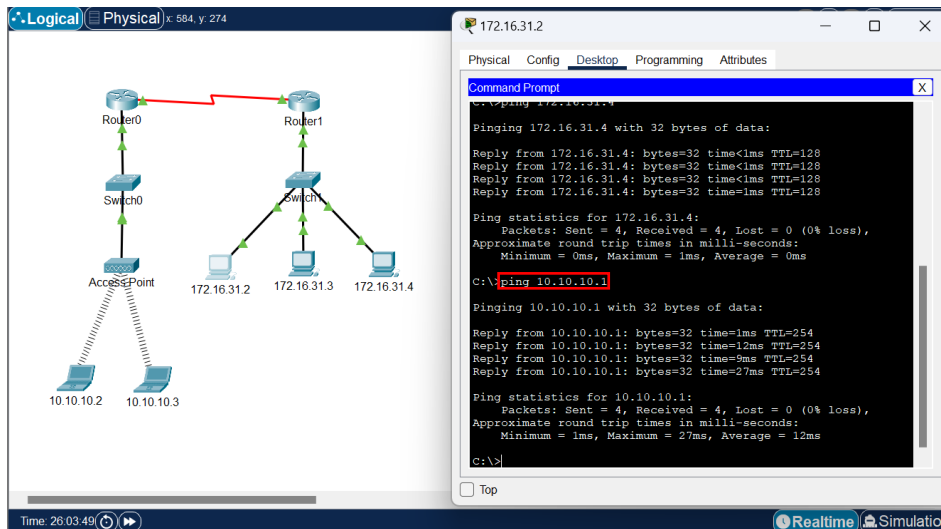 Logical Physical x: 584, y: 274
Router0
Router1
Switch0
Switch1
Access Point
172.16.31.2
172.16.31.3
172.16.31.4
10.10.10.2
10.10.10.3
Time: 26:03:49
172.16.31.2
Physical Config Desktop Programming Attributes
Command Prompt X
C:\>ping 172.16.31.4
Pinging 172.16.31.4 with 32 bytes of data:
Reply from 172.16.31.4: bytes=32 time<1ms TTL=128
Reply from 172.16.31.4: bytes=32 time<1ms TTL=128
Reply from 172.16.31.4: bytes=32 time<1ms TTL=128
Reply from 172.16.31.4: bytes=32 time=1ms TTL=128
Ping statistics for 172.16.31.4:
Packets: Sent = 4, Received = 4, Lost = 0 (0% loss),
Approximate round trip times in milli-seconds:
Minimum = 0ms, Maximum = 1ms, Average = 0ms
C:\>ping 10.10.10.1
Pinging 10.10.10.1 with 32 bytes of data:
Reply from 10.10.10.1: bytes=32 time=1ms TTL=254
Reply from 10.10.10.1: bytes=32 time=12ms TTL=254
Reply from 10.10.10.1: bytes=32 time=9ms TTL=254
Reply from 10.10.10.1: bytes=32 time=27ms TTL=254
Ping statistics for 10.10.10.1:
Packets: Sent = 4, Received = 4, Lost = 0 (0% loss),
Approximate round trip times in milli-seconds:
Minimum = 1ms, Maximum = 27ms, Average = 12ms
C:\>
Top
Realtime Simulatio